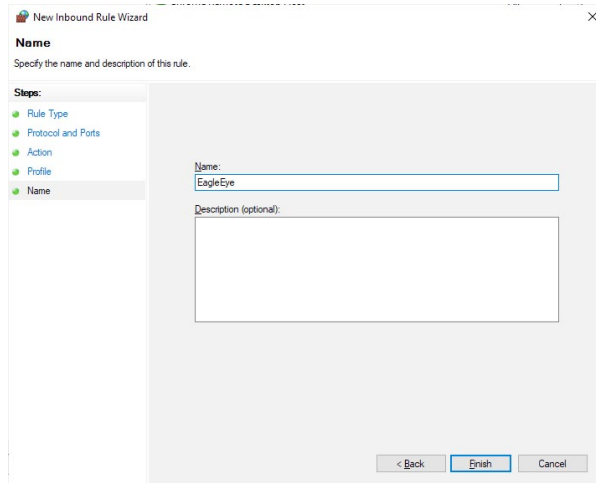 New Inbound Rule Wizard
Name
Specify the name and description of this rule.
Steps:
Rule Type
Protocol and Ports
Action
Profile
Name
Name:
EagleEye
Description (optional):
< Back
Finish
Cancel